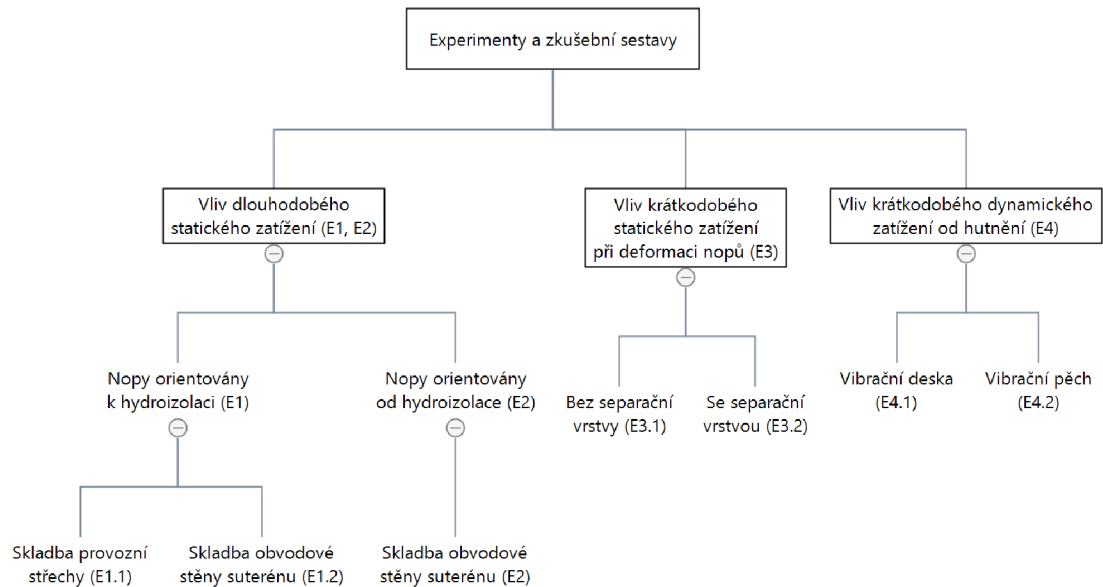 Experimenty a zkušební sestavy
Vliv dlouhodobého
statického zatížení (E1, E2)
Vliv krátkodobého
statického zatížení
při deformaci nopů (E3)
Vliv krátkodobého dynamického
zatížení od hutnění (E4)
Nopy orientovány
k hydroizolaci (E1)
Nopy orientovány
od hydroizolace (E2)
Bez separační
vrstvy (E3.1)
Se separační
vrstvou (E3.2)
Vibrační deska
(E4.1)
Vibrační pěch
(E4.2)
Skladba provozní
střechy (E1.1)
Skladba obvodové
stěny suterénu (E1.2)
Skladba obvodové
stěny suterénu (E2)